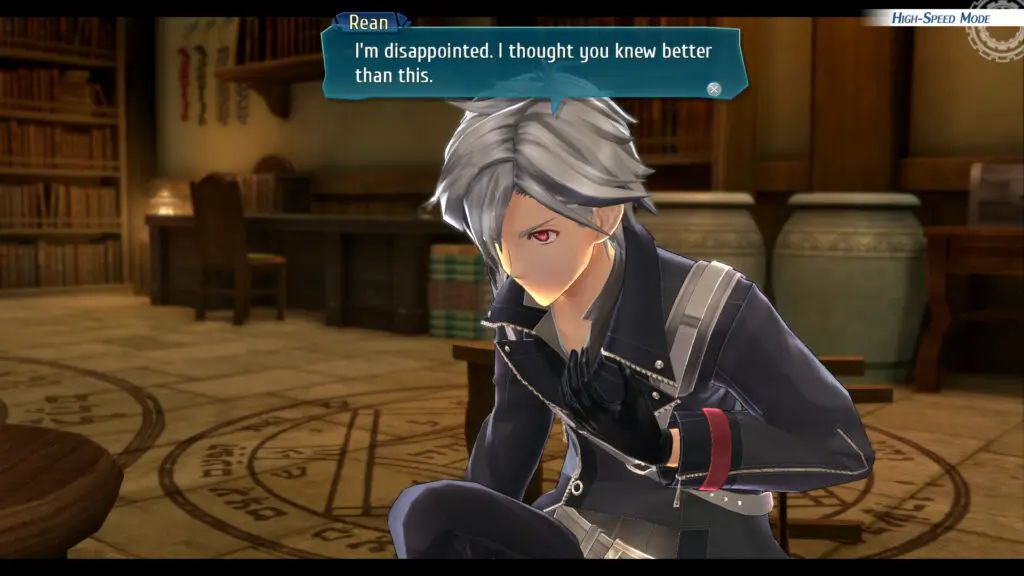 Rean
HIGH-SPEED MODE
I'm disappointed. I thought you knew better
than this.